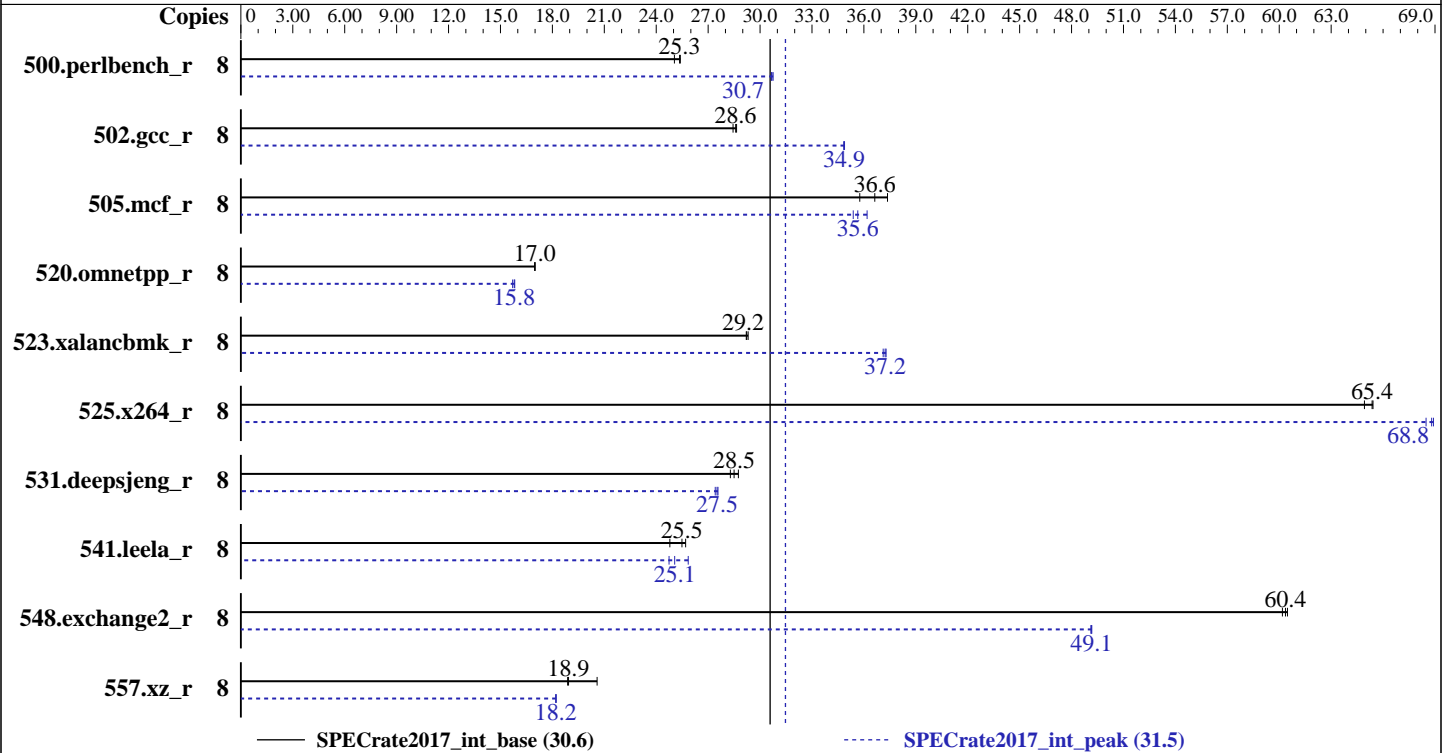 Copies 0 3.00 6.00 9.00 12.0 15.0 18.0 21.0 24.0 27.0 30.0 33.0 36.0 39.0 42.0 45.0 48.0 51.0 54.0 57.0 60.0 63.0 69.0
25.3
500.perlbench_r 8
30.7
28.6
502.gcc_r 8
34.9
36.6
505.mcf_r 8
35.6
17.0
520.omnetpp_r 8
15.8
29.2
523.xalancbmk_r 8
37.2
65.4
525.x264_r 8
68.8
28.5
531.deepsjeng_r 8
27.5
25.5
541.leela_r 8
25.1
60.4
548.exchange2_r 8
49.1
18.9
557.xz_r 8
18.2
SPECrate2017_int_base (30.6) SPECrate2017_int_peak (31.5)